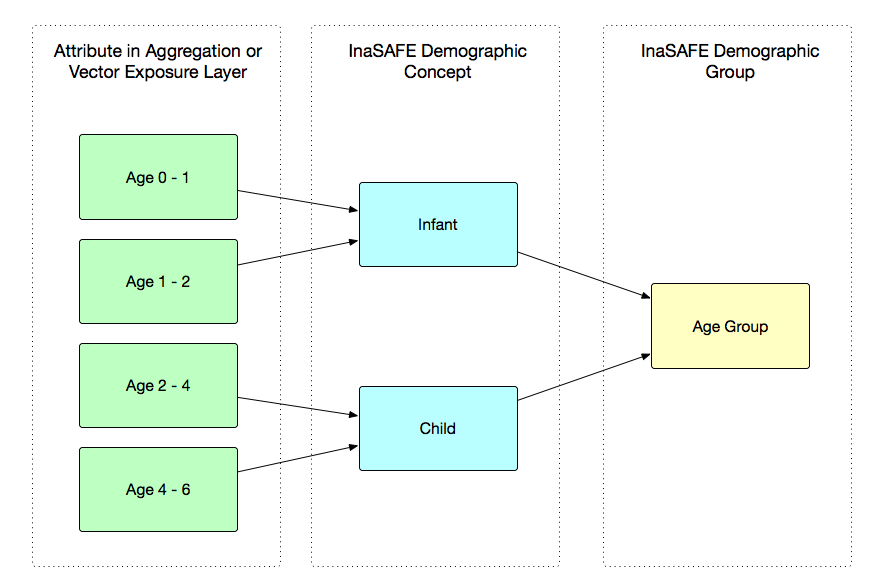 Attribute in Aggregation or
Vector Exposure Layer
InaSAFE Demographic
Concept
InaSAFE Demographic
Group
Age 0 - 1
Age 1 - 2
Age 2 - 4
Age 4 - 6
Infant
Child
Age Group